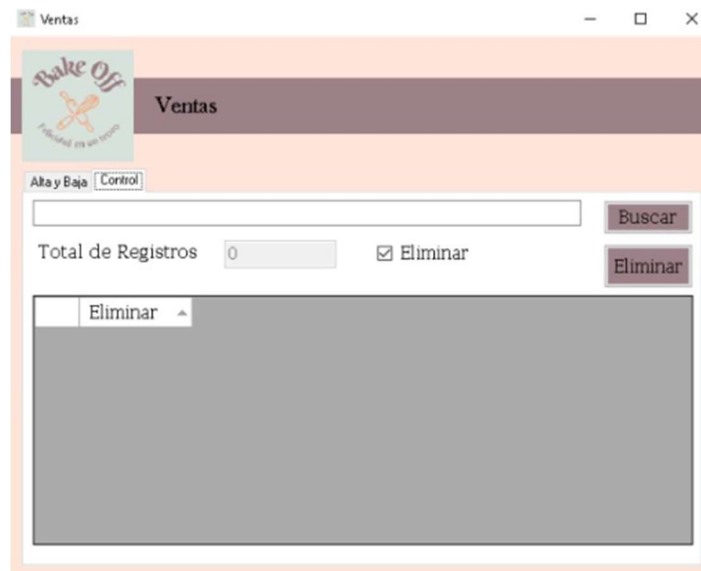 Ventas
Bake Off
Felicidad en un trozo
Ventas
Alta y Baja Control
Buscar
Total de Registros 0 Eliminar
Eliminar
Eliminar